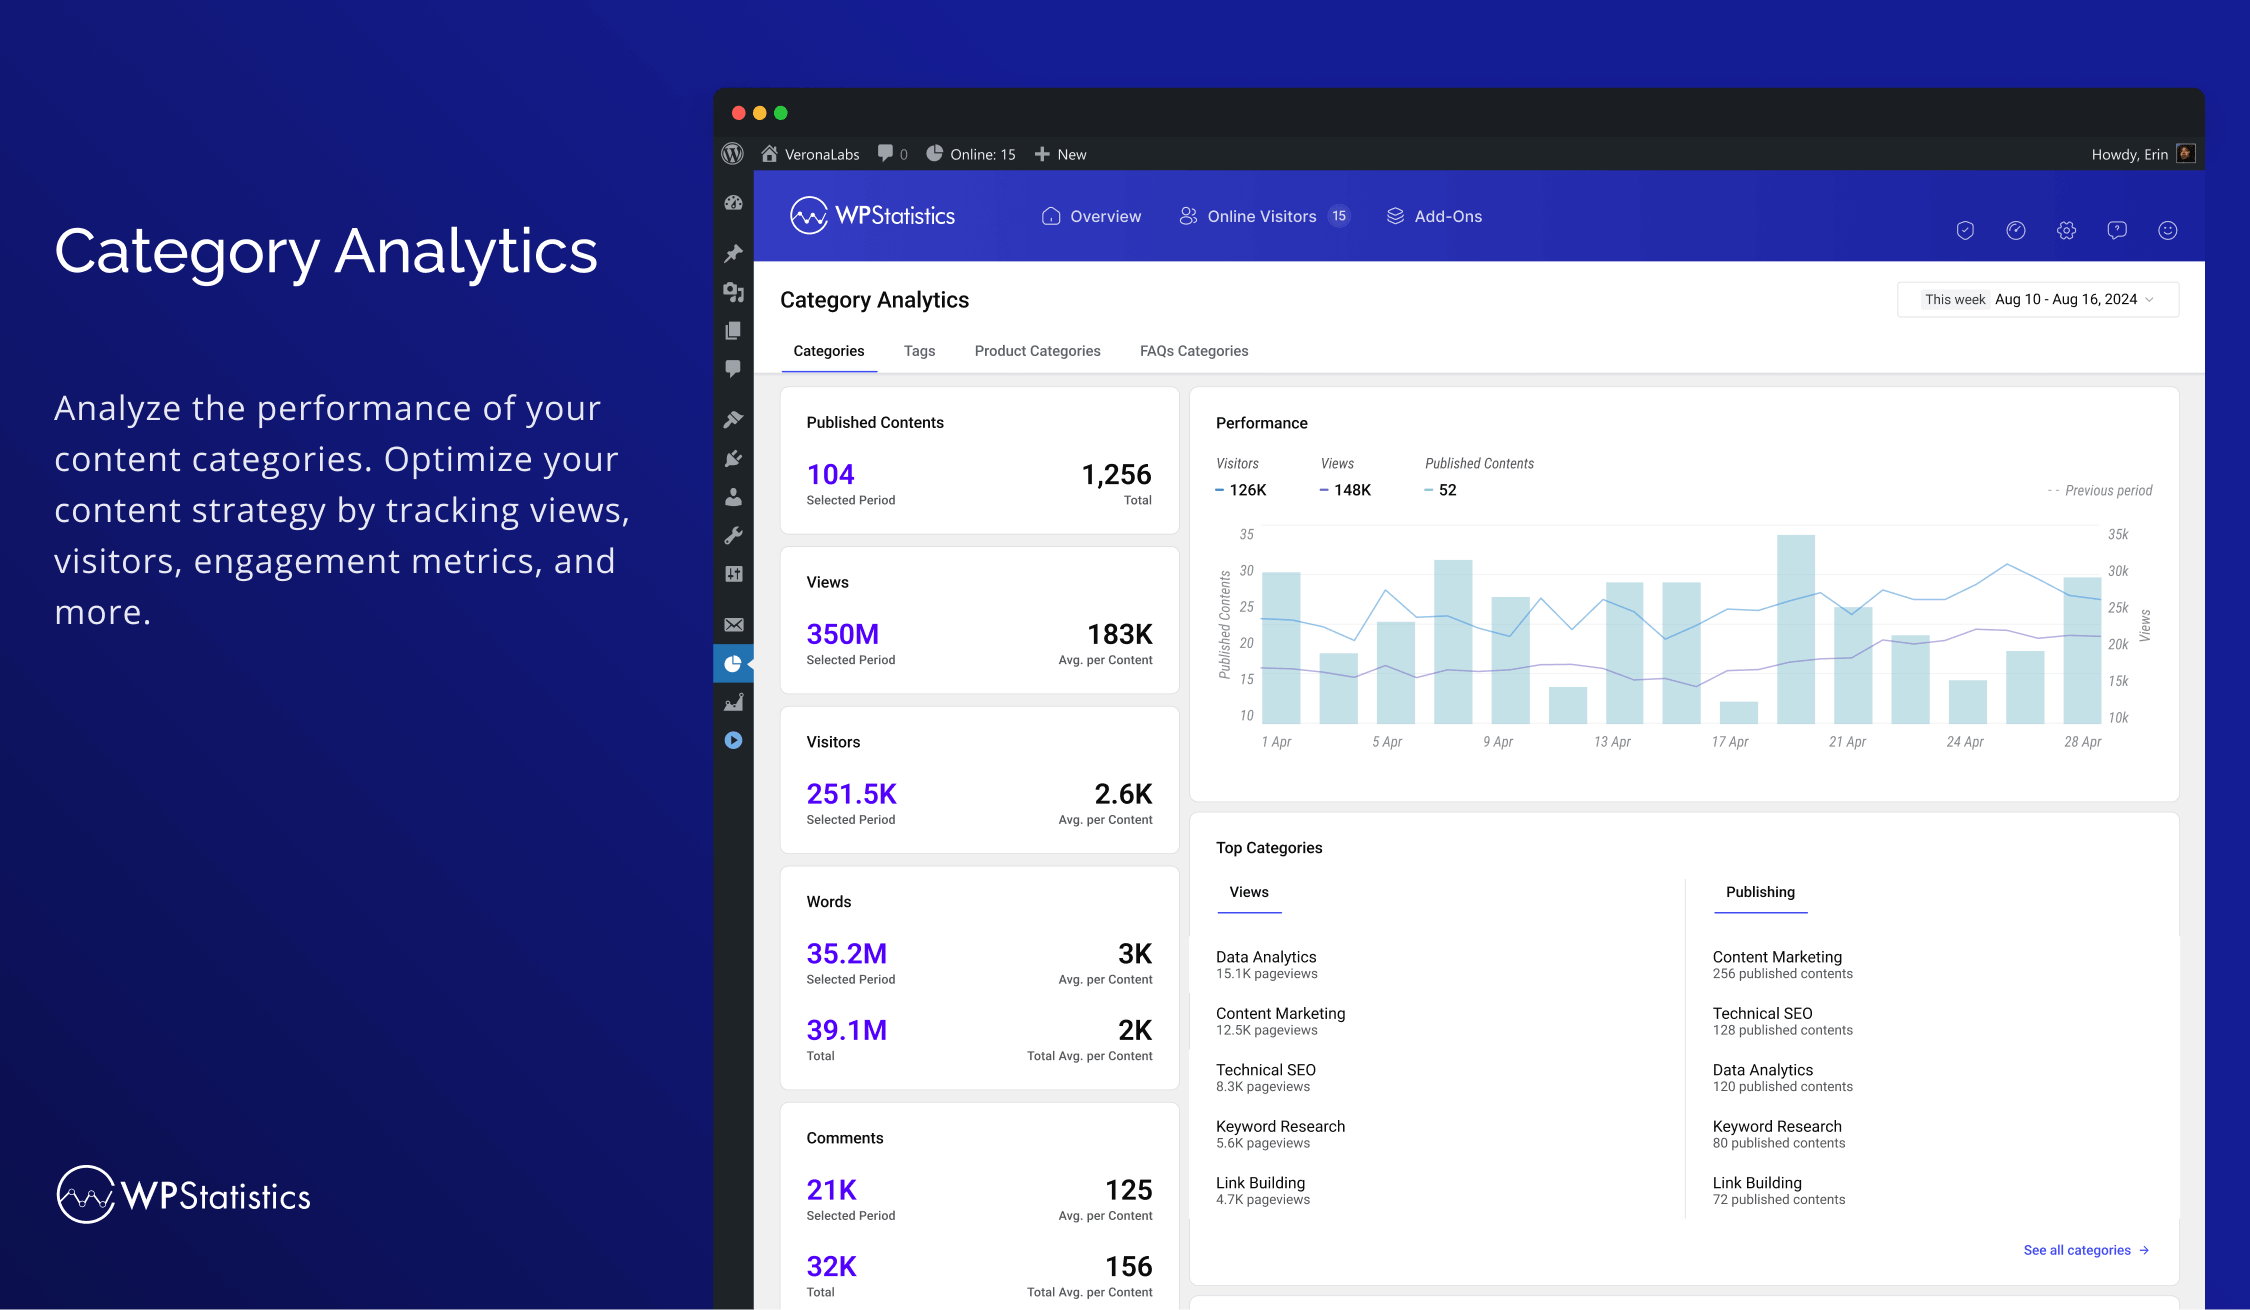 Category Analytics
Analyze the performance of your
content categories. Optimize your
content strategy by tracking views,
visitors, engagement metrics, and
more.
WPStatistics
VeronaLabs 0 Online: 15 New Howdy, Erin
WPStatistics Overview Online Visitors 15 Add-Ons
Category Analytics This week Aug 10 - Aug 16, 2024
Categories Tags Product Categories FAQs Categories
Published Contents
104 1,256
Selected Period Total
Views
350M 183K
Selected Period Avg. per Content
Visitors
251.5K 2.6K
Selected Period Avg. per Content
Words
35.2M 3K
Selected Period Avg. per Content
39.1M 2K
Total Total Avg. per Content
Comments
21K 125
Selected Period Avg. per Content
32K 156
Total Total Avg. per Content
Performance
Visitors Views Published Contents
126K 148K 52 Previous period
Published Contents
35
30
25
20
15
10
35k
30k
25k
20k
15k
10k
Views
1 Apr 5 Apr 9 Apr 13 Apr 17 Apr 21 Apr 24 Apr 28 Apr
Top Categories
Views
Data Analytics
15.1K pageviews
Content Marketing
12.5K pageviews
Technical SEO
8.3K pageviews
Keyword Research
5.6K pageviews
Link Building
4.7K pageviews
Publishing
Content Marketing
256 published contents
Technical SEO
128 published contents
Data Analytics
120 published contents
Keyword Research
80 published contents
Link Building
72 published contents
See all categories →